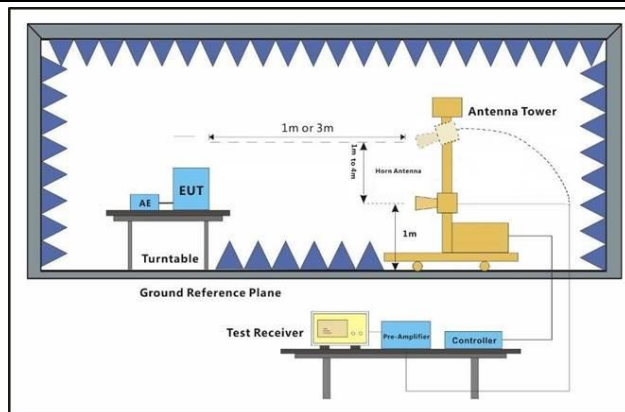 1m or 3m
Antenna Tower
1m to 4m
Horn Antenna
EUT
AE
1m
Turntable
Ground Reference Plane
Test Receiver
Pre-Amplifier
Controller